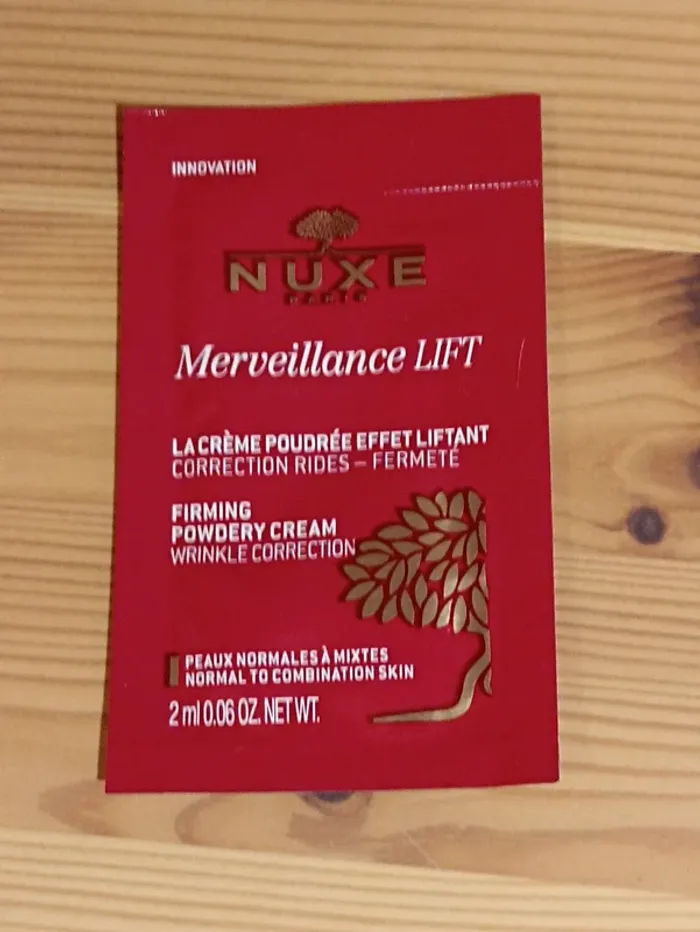 INNOVATION
NUXE
PARIS
Merveillance LIFT
LA CRÈME POUDRÉE EFFET LIFTANT
CORRECTION RIDES – FERMETÉ
FIRMING
POWDERY CREAM
WRINKLE CORRECTION
PEAUX NORMALES À MIXTES
NORMAL TO COMBINATION SKIN
2 ml 0.06 OZ. NET WT.